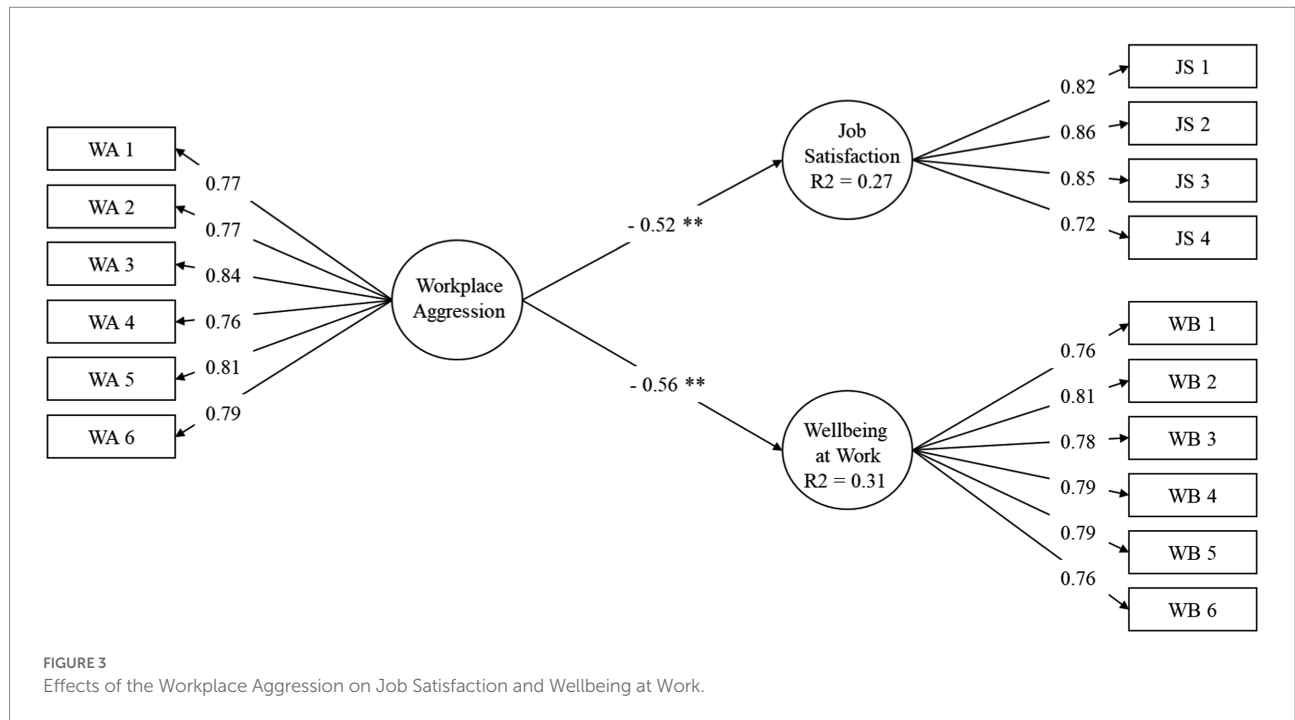 WA 1
WA 2
WA 3
WA 4
WA 5
WA 6
0.77
0.77
0.84
0.76
0.81
0.79
Workplace
Aggression
- 0.52 **
- 0.56 **
Job
Satisfaction
R2 = 0.27
0.82
0.86
0.85
0.72
JS 1
JS 2
JS 3
JS 4
Wellbeing
at Work
R2 = 0.31
0.76
0.81
0.78
0.79
0.79
0.76
WB 1
WB 2
WB 3
WB 4
WB 5
WB 6
FIGURE 3
Effects of the Workplace Aggression on Job Satisfaction and Wellbeing at Work.